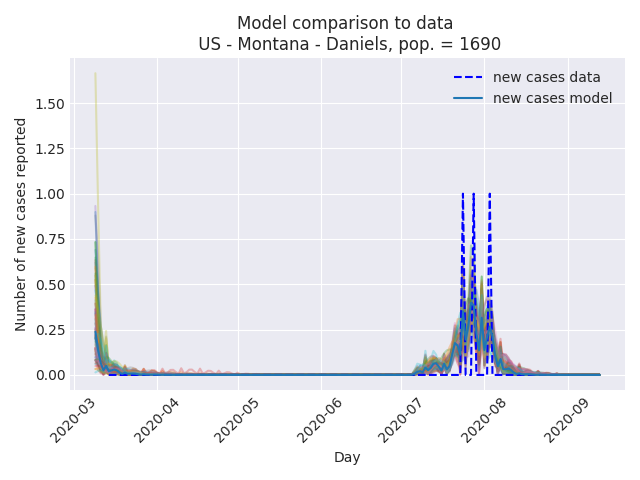 Model comparison to data
US - Montana - Daniels, pop. = 1690
new cases data
new cases model
Number of new cases reported
1.50
1.25
1.00
0.75
0.50
0.25
0.00
2020-03
2020-04
2020-05
2020-06
2020-07
2020-08
2020-09
Day